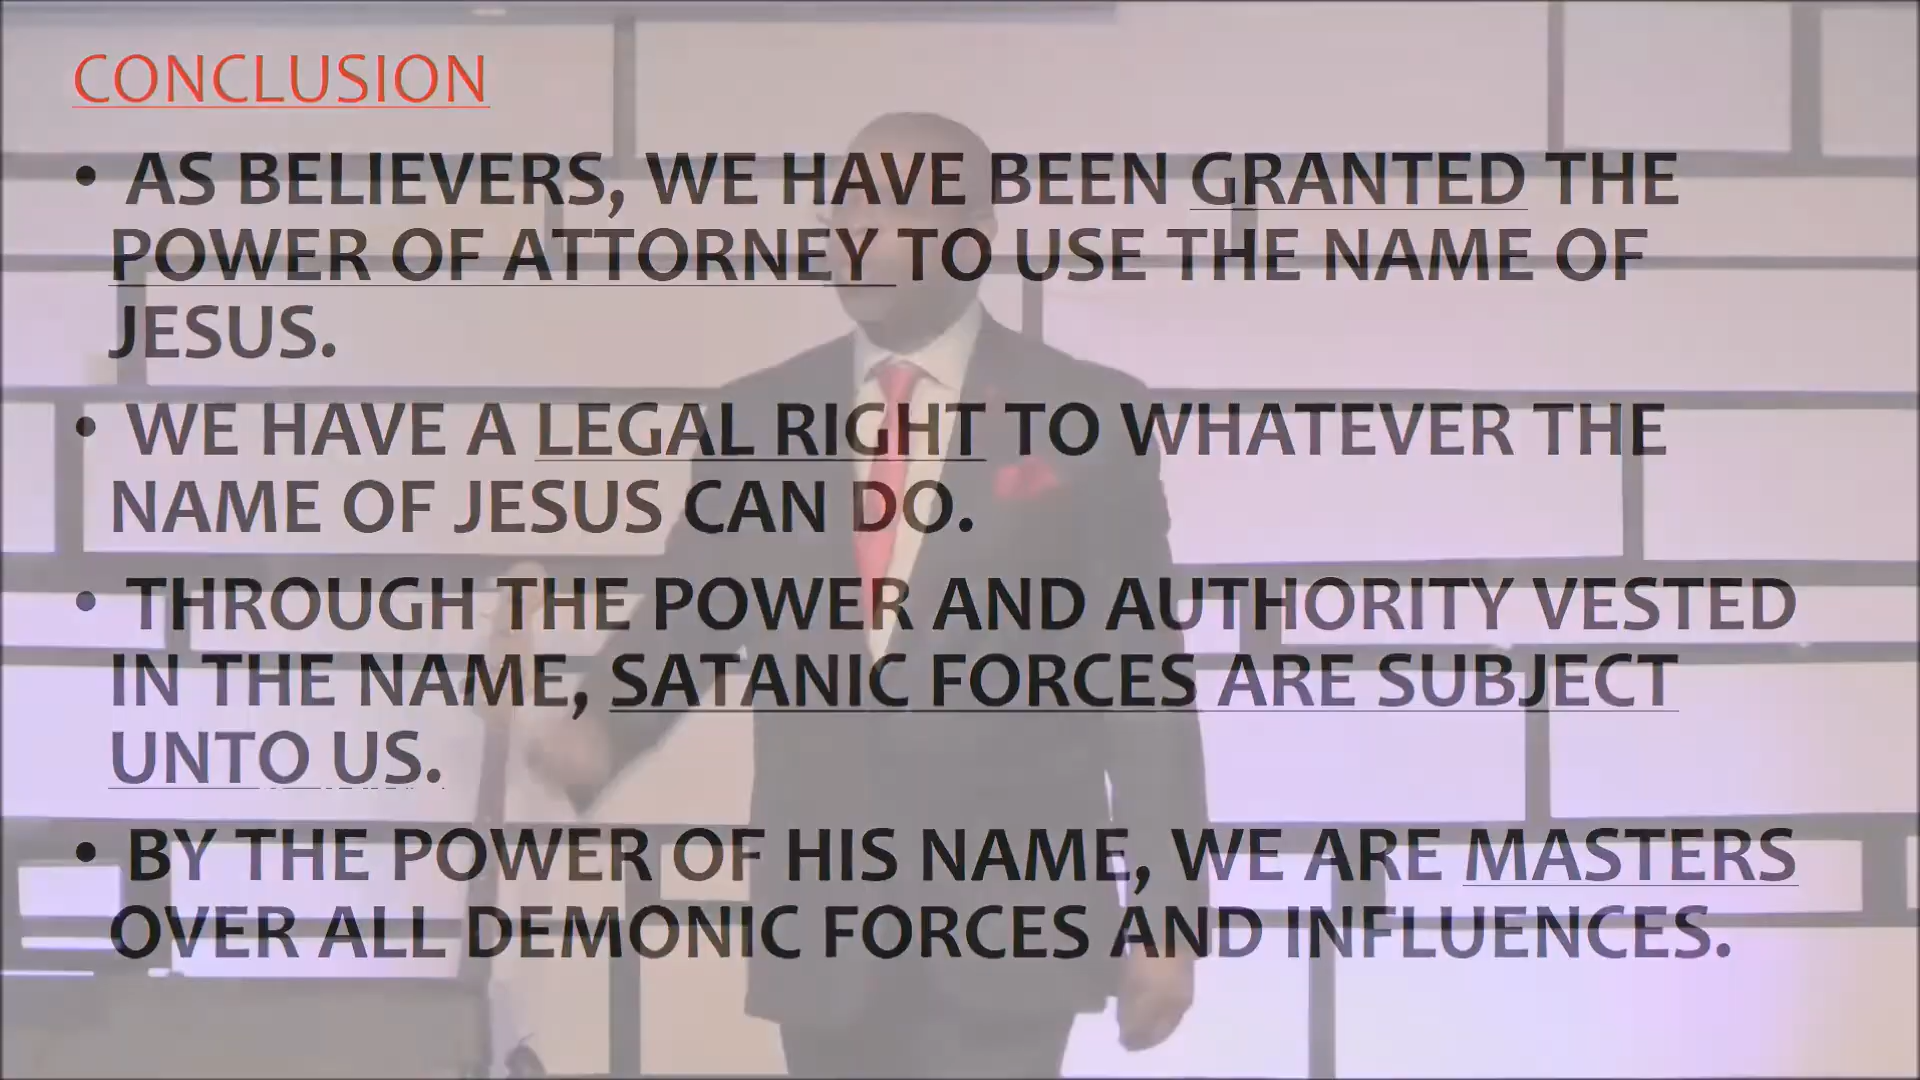 CONCLUSION
• AS BELIEVERS, WE HAVE BEEN GRANTED THE
POWER OF ATTORNEY TO USE THE NAME OF
JESUS.
• WE HAVE A LEGAL RIGHT TO WHATEVER THE
NAME OF JESUS CAN DO.
• THROUGH THE POWER AND AUTHORITY VESTED
IN THE NAME, SATANIC FORCES ARE SUBJECT
UNTO US.
• BY THE POWER OF HIS NAME, WE ARE MASTERS
OVER ALL DEMONIC FORCES AND INFLUENCES.